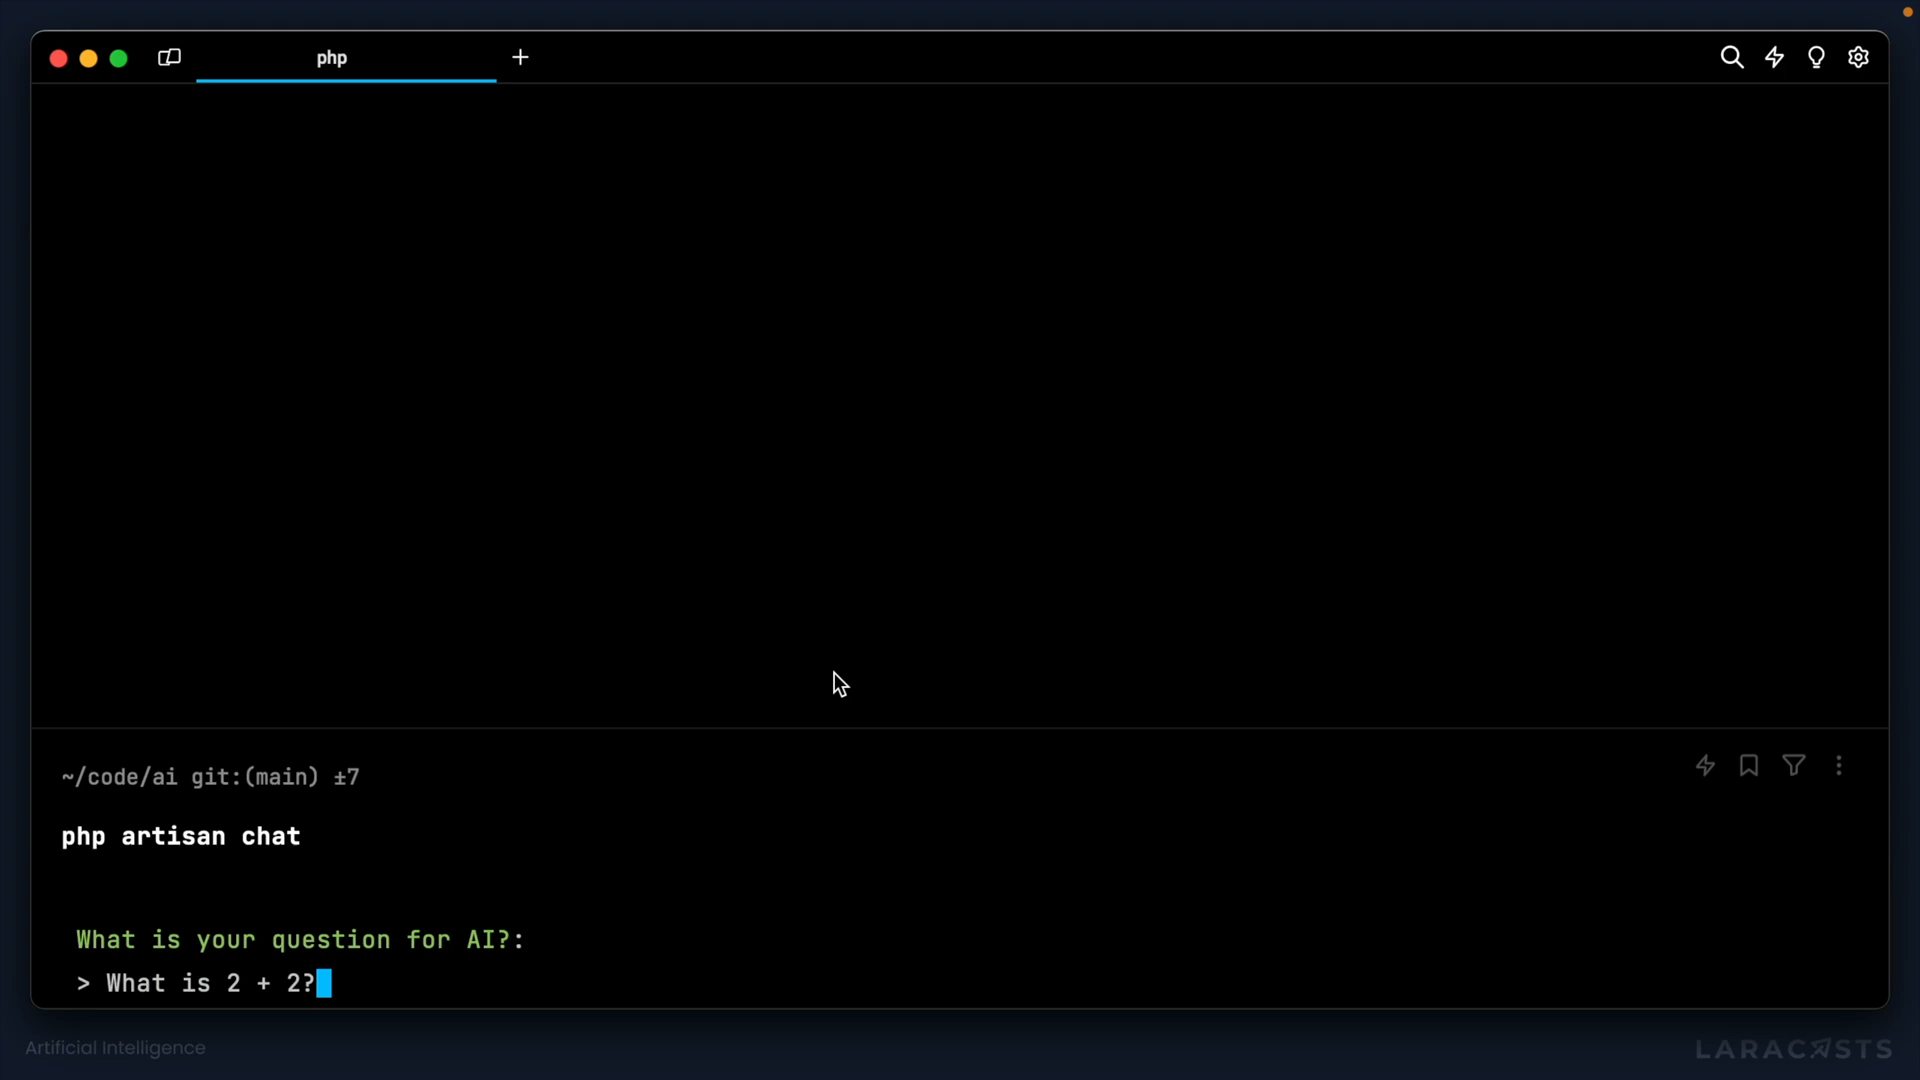 php
~/code/ai git:(main) ±7
php artisan chat
What is your question for AI?:
> What is 2 + 2?
Artificial Intelligence
LARACASTS